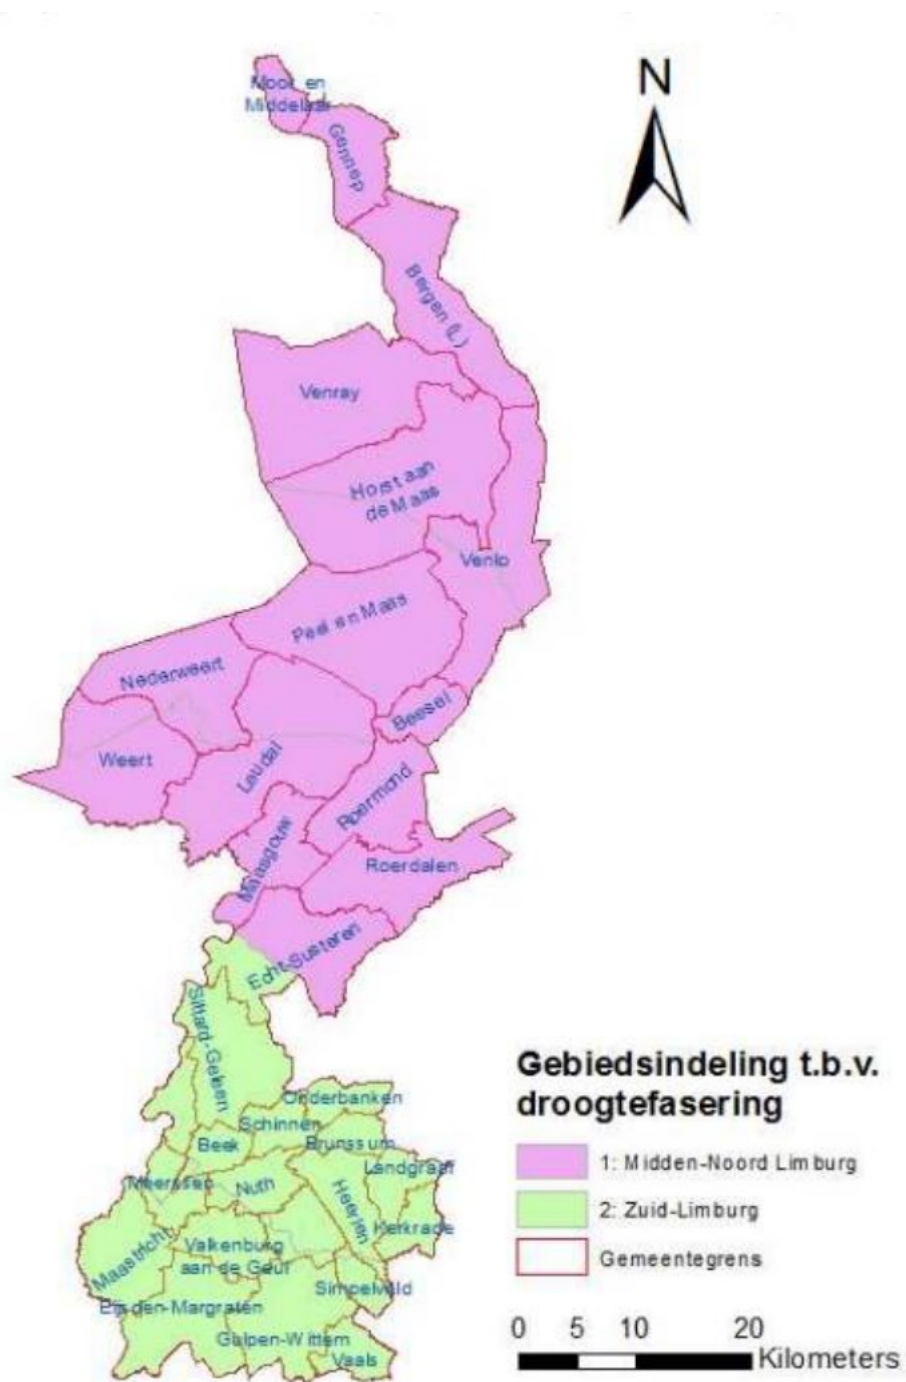 Mook en
Middelaar
N
Gennep
Bergen (L)
Venray
Horst aan
de Maas
Venlo
Peel en Maas
Nederweert
Beesel
Weert
Leudal
Roermond
Maasgouw
Roerdalen
Echt-Susteren
Sittard-Geleen
Onderbanken
Schinnen
Beek
Brunssum
Landgraaf
Meerssen
Nuth
Heerlen
Kerkrade
Maastricht
Valkenburg
aan de Geul
Simpelveld
Eijsden-Margraten
Gulpen-Wittem
Vaals
Gebiedsindeling t.b.v.
droogtefasering
1: Midden-Noord Limburg
2: Zuid-Limburg
Gemeentegrens
0 5 10 20
Kilometers